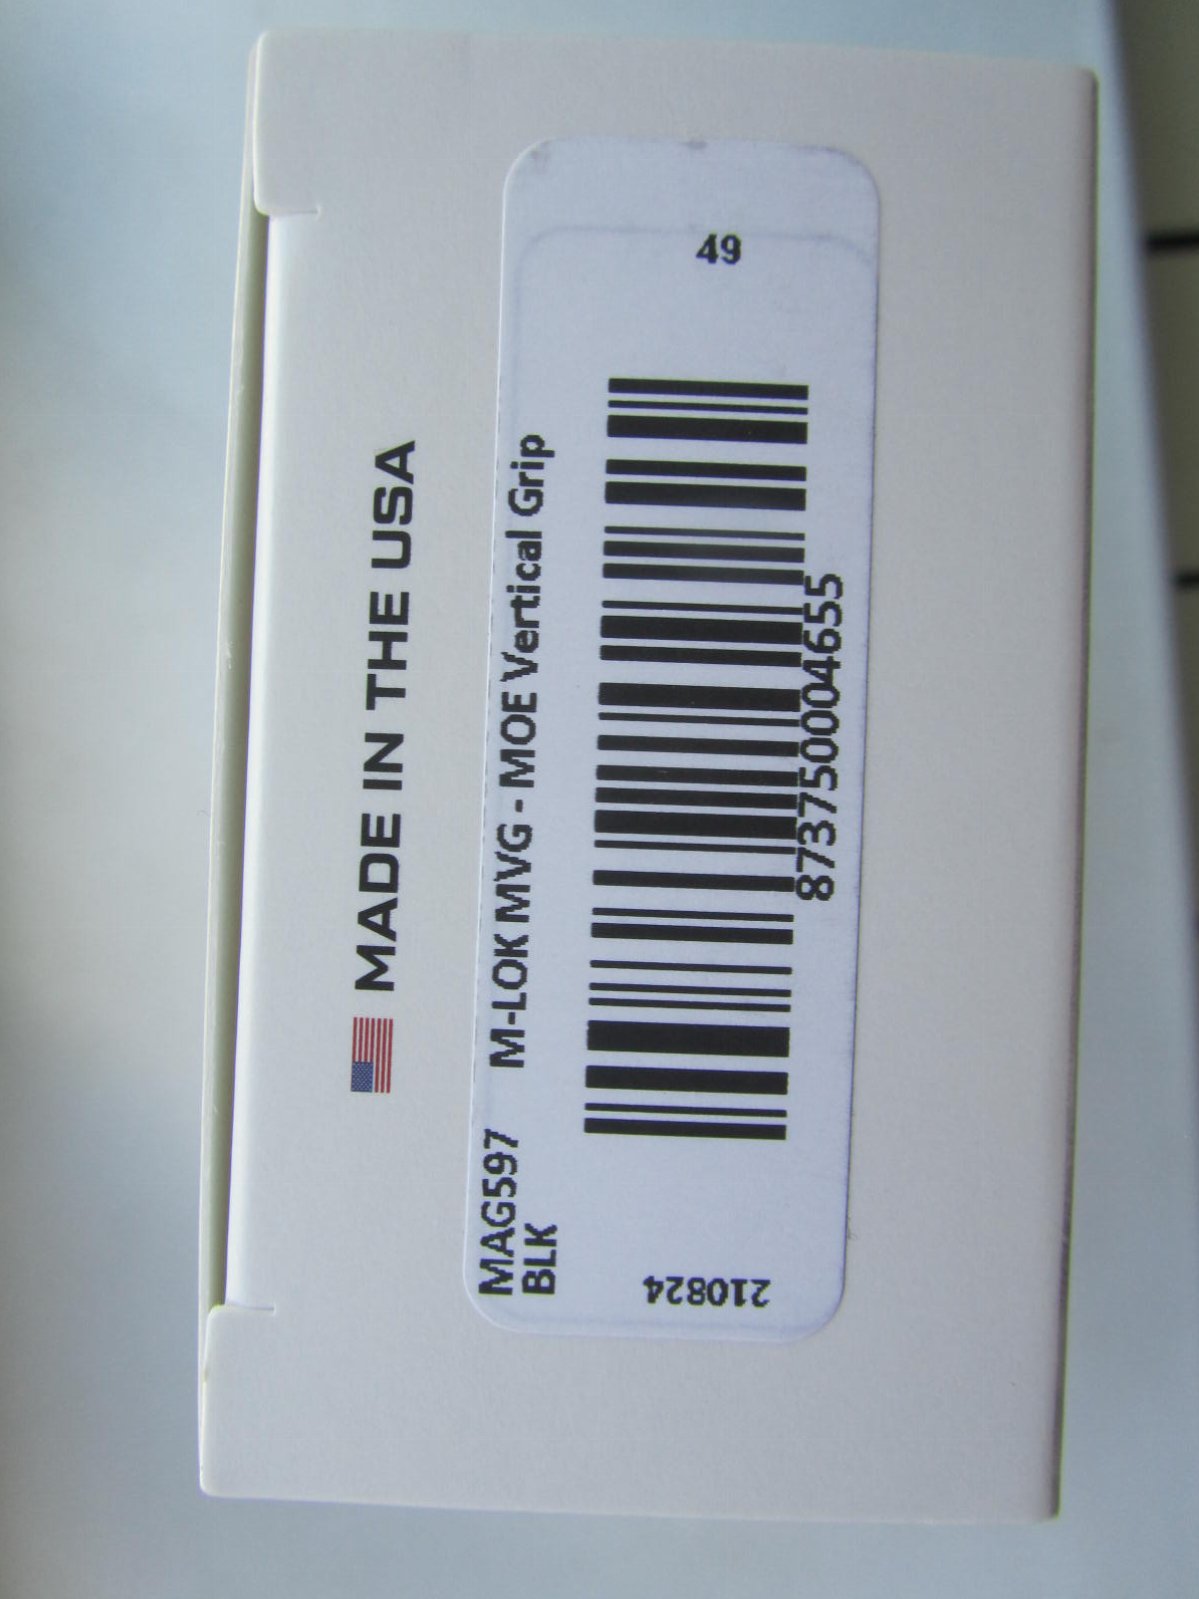 MADE IN THE USA
MAG597 M-LOK MVG - MOE Vertical Grip
BLK
49
873750004655
210824